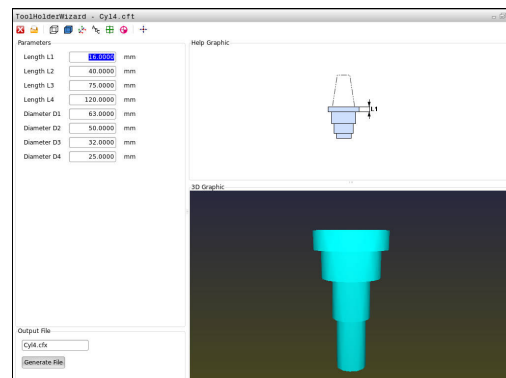 ToolHolderWizard - Cyl4.cft
Parameters
Length L1 16.0000 mm
Length L2 40.0000 mm
Length L3 75.0000 mm
Length L4 120.0000 mm
Diameter D1 63.0000 mm
Diameter D2 50.0000 mm
Diameter D3 32.0000 mm
Diameter D4 25.0000 mm
Output File
Cyl4.cfx
Generate File
Help Graphic
L1
3D Graphic